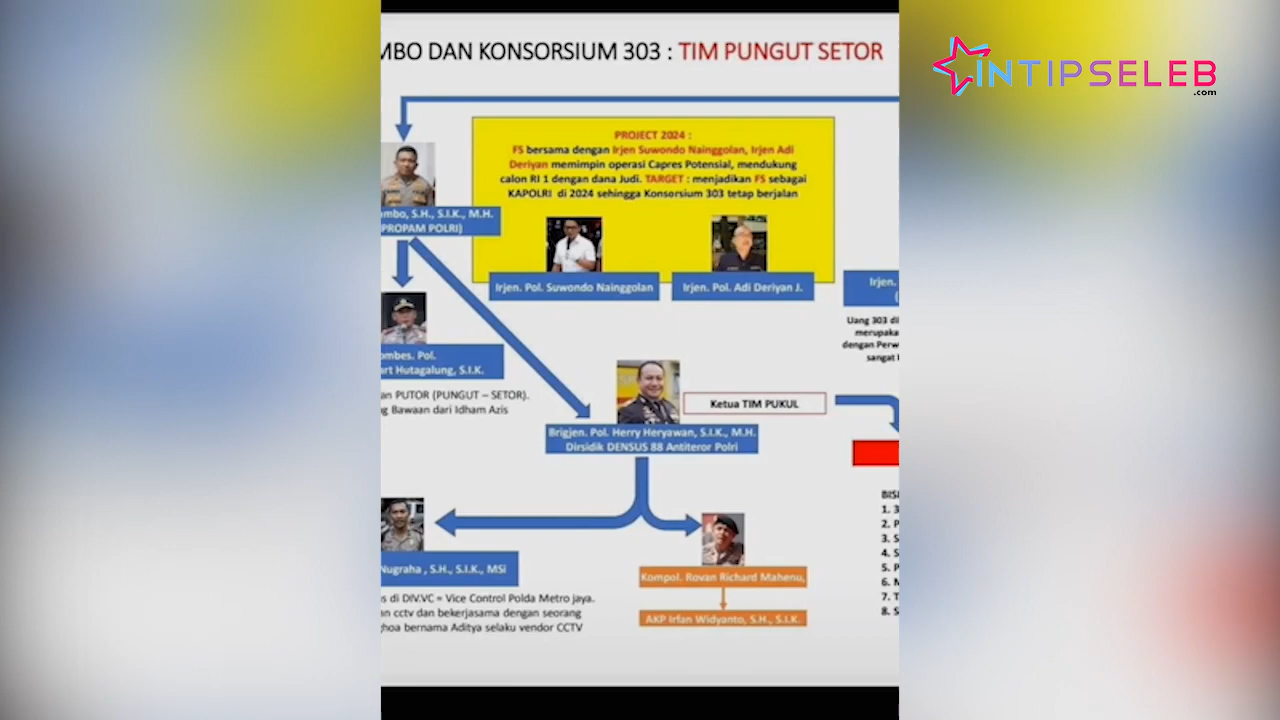 MBO DAN KONSORSIUM 303 : TIM PUNGUT SETOR
INTIPSELEB
.com
PROJECT 2024 :
FS bersama dengan Irjen Suwondo Nainggolan, Irjen Adi
Deriyan memimpin operasi Capres Potensial, mendukung
calon RI 1 dengan dana Judi. TARGET : menjadikan FS sebagai
KAPOLRI di 2024 sehingga Konsorsium 303 tetap berjalan
ambo, S.H., S.I.K., M.H.
PROPAM POLRI)
Irjen. Pol. Suwondo Nainggolan
Irjen. Pol. Adi Deriyan J.
Irjen.
(
Uang 303 di
merupaka
dengan Perw
sangat
ombes. Pol.
rt Hutagalung, S.I.K.
an PUTOR (PUNGUT – SETOR).
g Bawaan dari Idham Azis
Ketua TIM PUKUL
Brigjen. Pol. Herry Heryawan, S.I.K., M.H.
Dirsidik DENSUS 88 Antiteror Polri
BISI
1. 3
2. P
3. S
4. S
5. P
6. M
7. T
8. S
Nugraha , S.H., S.I.K., MSi
s di DIV.VC = Vice Control Polda Metro jaya.
n cctv dan bekerjasama dengan seorang
ghoa bernama Aditya selaku vendor CCTV
Kompol. Rovan Richard Mahenu,
AKP Irfan Widyanto, S.H., S.I.K.